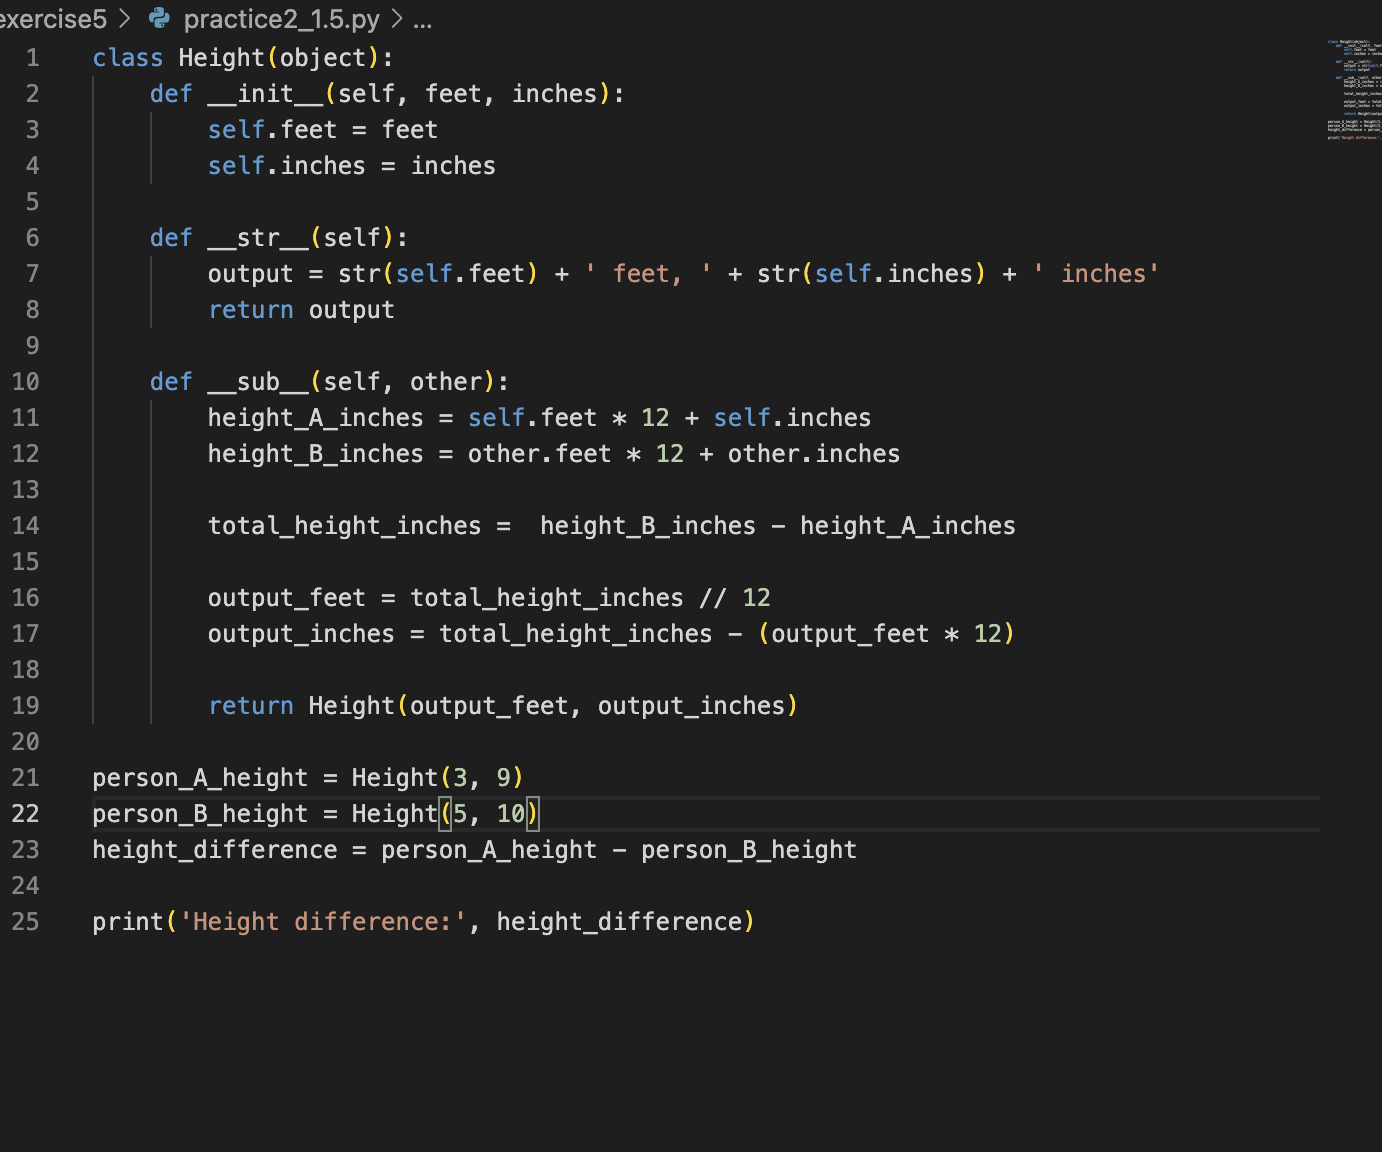 exercise5 > practice2_1.5.py > ...
1 class Height(object):
2     def __init__(self, feet, inches):
3         self.feet = feet
4         self.inches = inches
5
6     def __str__(self):
7         output = str(self.feet) + ' feet, ' + str(self.inches) + ' inches'
8         return output
9
10     def __sub__(self, other):
11         height_A_inches = self.feet * 12 + self.inches
12         height_B_inches = other.feet * 12 + other.inches
13
14         total_height_inches =  height_B_inches - height_A_inches
15
16         output_feet = total_height_inches // 12
17         output_inches = total_height_inches - (output_feet * 12)
18
19         return Height(output_feet, output_inches)
20
21 person_A_height = Height(3, 9)
22 person_B_height = Height(5, 10)
23 height_difference = person_A_height - person_B_height
24
25 print('Height difference:', height_difference)